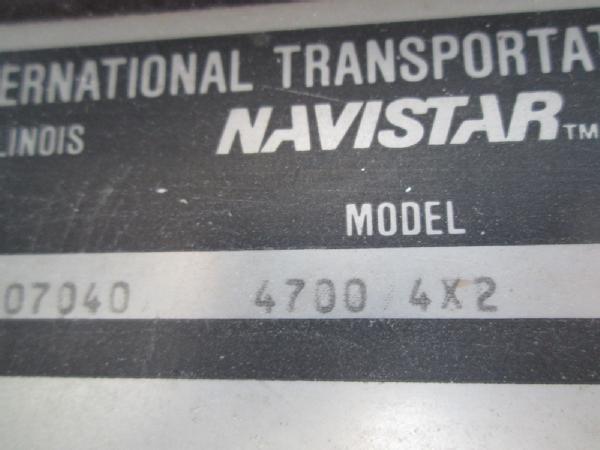 ERNATIONAL TRANSPORTAT
LINOIS NAVISTAR™
MODEL
07040 4700 4X2